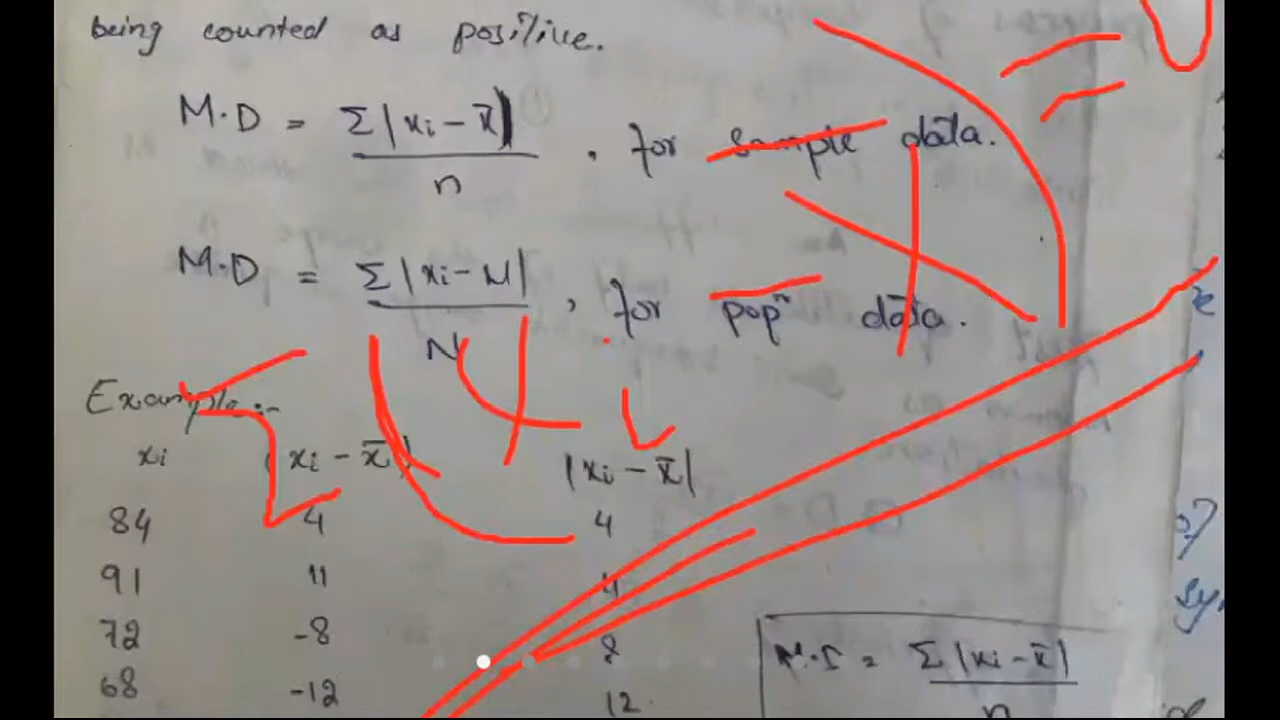 being counted as positive.
M.D = Σ|xi - x̄| / n . for sample data.
M.D = Σ|xi - μ| / N , for popⁿ data.
Example :-
xi (xi - x̄) |xi - x̄|
84 4 4
91 11 11
72 -8 8
68 -12 12
= Σ|xi - x̄| / n